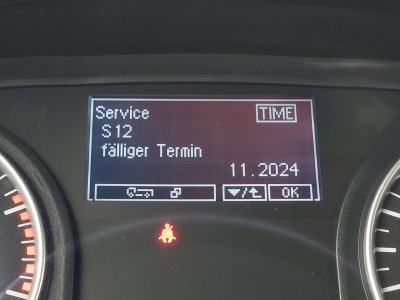 Service TIME
S12
fälliger Termin
11.2024
OK